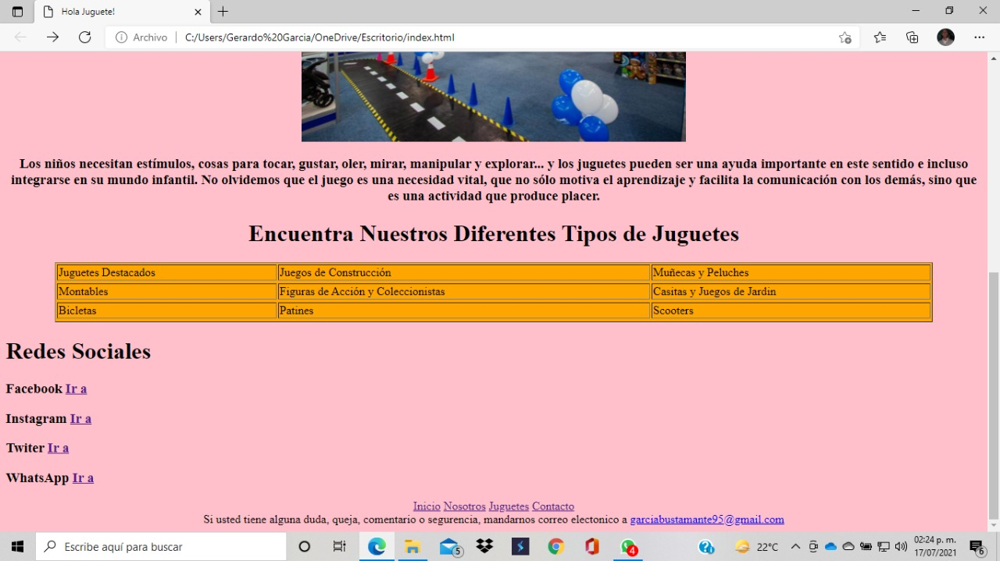 Hola Juguete!
Archivo
C:/Users/Gerardo%20Garcia/OneDrive/Escritorio/index.html
Los niños necesitan estímulos, cosas para tocar, gustar, oler, mirar, manipular y explorar... y los juguetes pueden ser una ayuda importante en este sentido e incluso
integrarse en su mundo infantil. No olvidemos que el juego es una necesidad vital, que no sólo motiva el aprendizaje y facilita la comunicación con los demás, sino que
es una actividad que produce placer.
Encuentra Nuestros Diferentes Tipos de Juguetes
Juguetes Destacados Juegos de Construcción Muñecas y Peluches
Montables Figuras de Acción y Coleccionistas Casitas y Juegos de Jardin
Bicletas Patines Scooters
Redes Sociales
Facebook Ir a
Instagram Ir a
Twiter Ir a
WhatsApp Ir a
Inicio Nosotros Juguetes Contacto
Si usted tiene alguna duda, queja, comentario o segurencia, mandarnos correo electonico a garciabustamante95@gmail.com
Escribe aquí para buscar
5
4
22°C
02:24 p. m.
17/07/2021
6